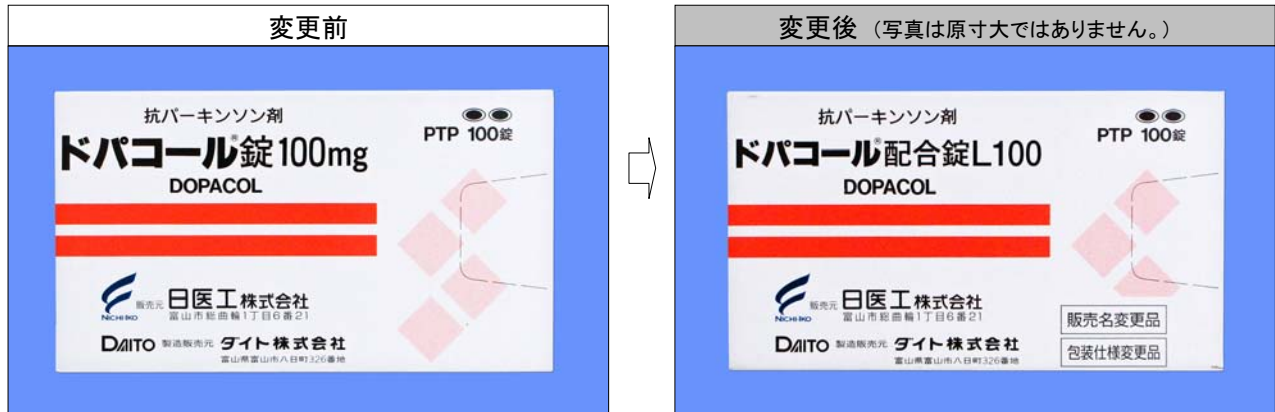 変更前
抗パーキンソン剤
PTP 100錠
ドパコール®錠100mg
DOPACOL
NICHI-IKO
販売元 日医工株式会社
富山市総曲輪1丁目6番21
DAITO 製造販売元 ダイト株式会社
富山県富山市八日町326番地
変更後 (写真は原寸大ではありません。)
抗パーキンソン剤
PTP 100錠
ドパコール®配合錠L100
DOPACOL
NICHI-IKO
販売元 日医工株式会社
富山市総曲輪1丁目6番21
DAITO 製造販売元 ダイト株式会社
富山県富山市八日町326番地
販売名変更品
包装仕様変更品